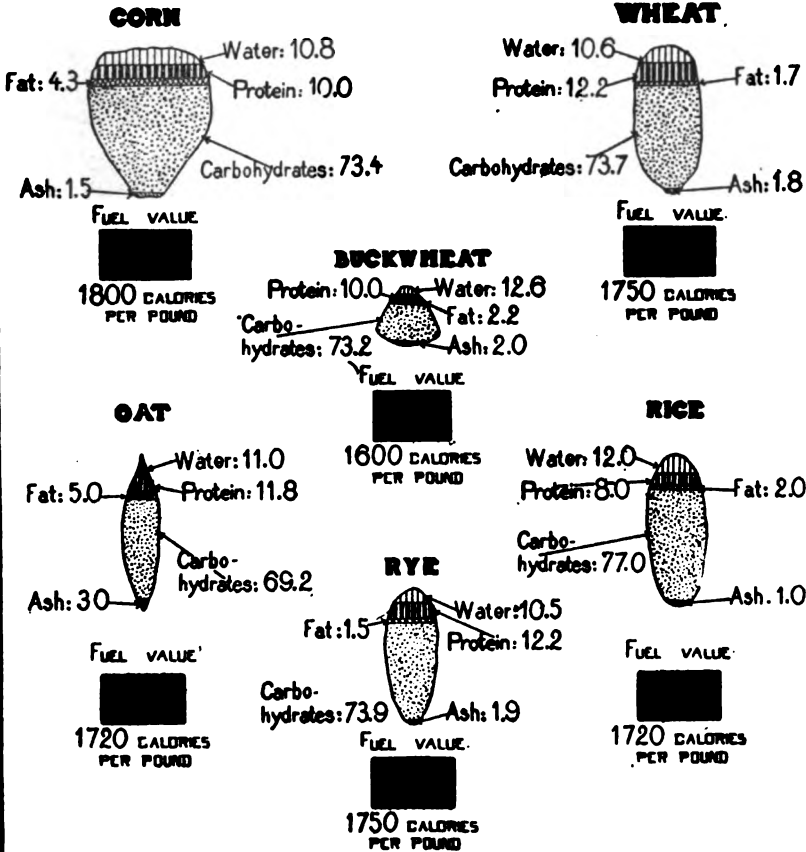 CORN
Water: 10.8
Fat: 4.3
Protein: 10.0
Carbohydrates: 73.4
Ash: 1.5
FUEL VALUE
1800 CALORIES
PER POUND
WHEAT
Water: 10.6
Protein: 12.2
Fat: 1.7
Carbohydrates: 73.7
Ash: 1.8
FUEL VALUE.
1750 CALORIES
PER POUND
BUCKWHEAT
Protein: 10.0
Water: 12.6
Fat: 2.2
Carbo-
hydrates: 73.2
Ash: 2.0
FUEL VALUE
1600 CALORIES
PER POUND
OAT
Water: 11.0
Fat: 5.0
Protein: 11.8
Carbo-
hydrates: 69.2
Ash: 30
FUEL VALUE
1720 CALORIES
PER POUND
RICE
Water: 12.0
Protein: 8.0
Fat: 2.0
Carbo-
hydrates: 77.0
Ash. 1.0
FUEL VALUE
1720 CALORIES
PER POUND
RYE
Water: 10.5
Fat: 1.5
Protein: 12.2
Carbo-
hydrates: 73.9
Ash: 1.9
FUEL VALUE.
1750 CALORIES
PER POUND